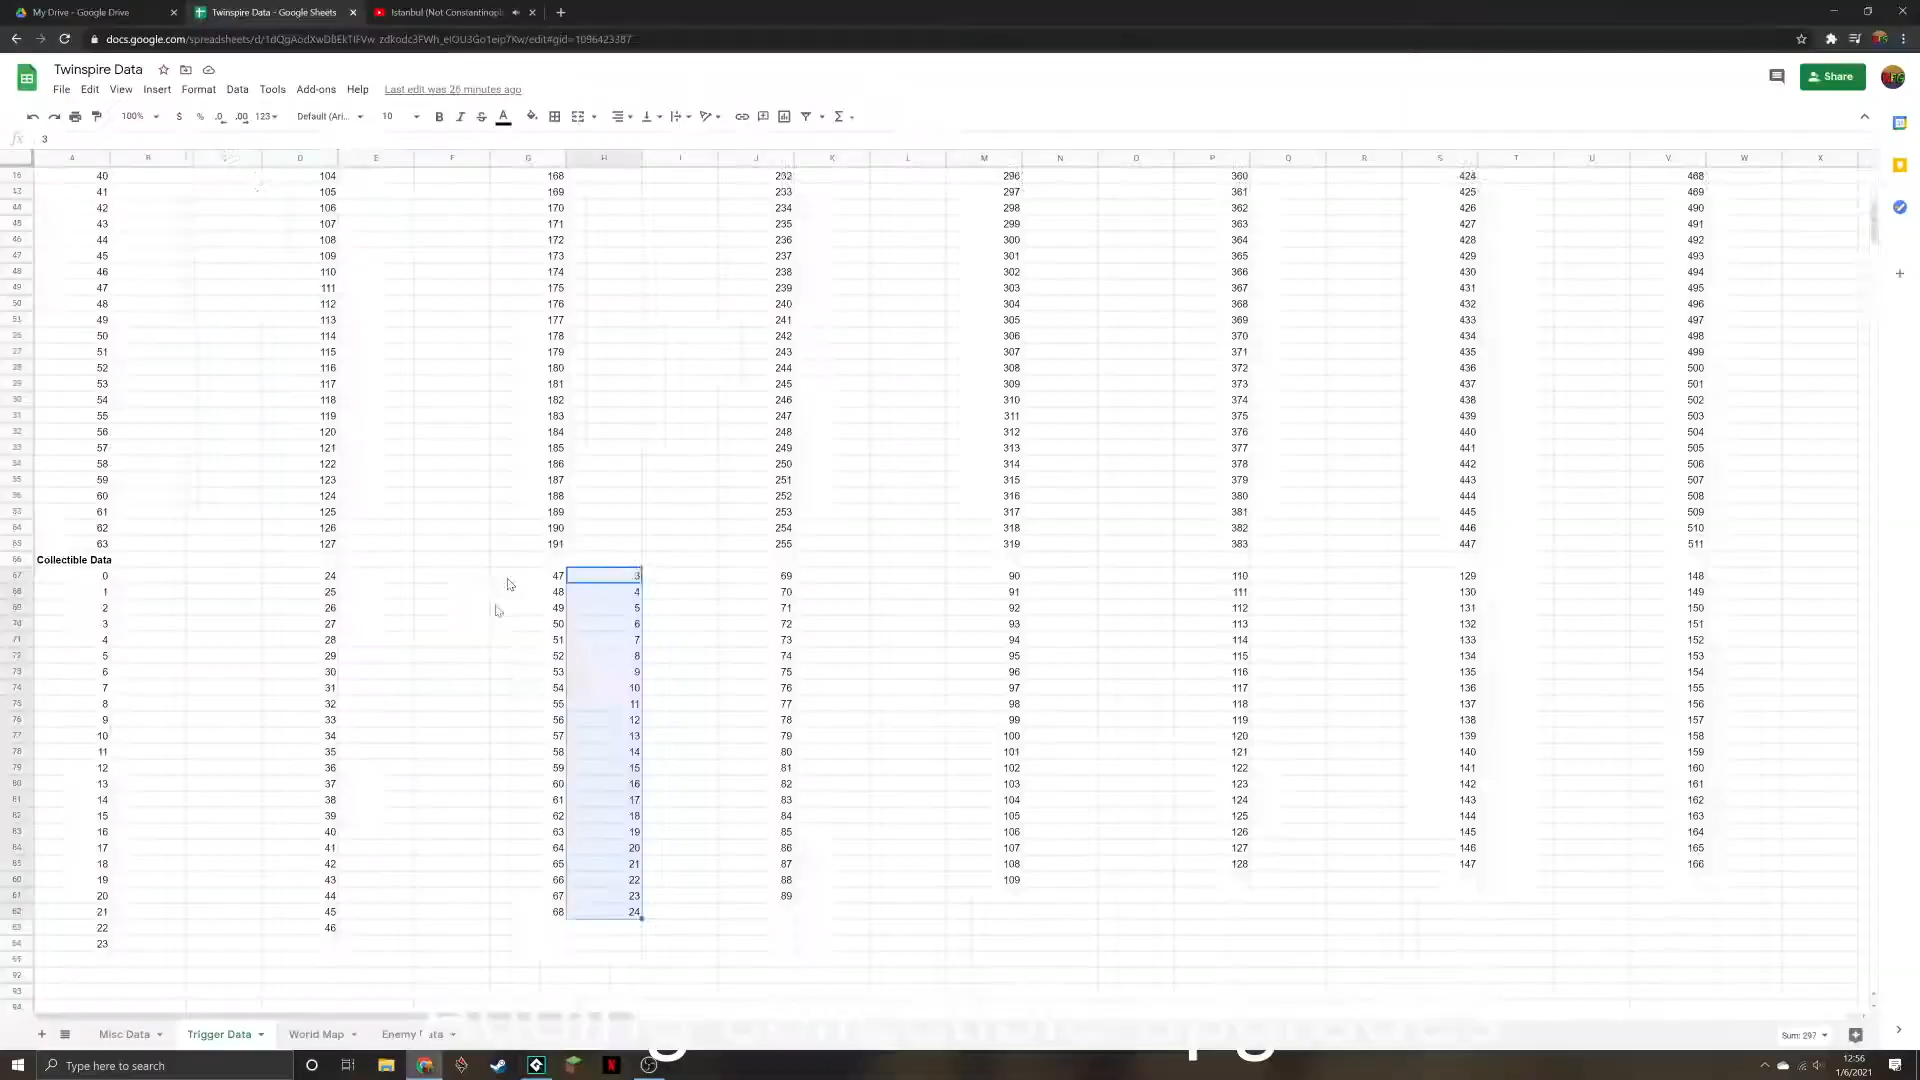 My Drive - Google Drive
Twinspire Data - Google Sheets
Istanbul (Not Constantinopl
docs.google.com/spreadsheets/d/
Twinspire Data
File Edit View Insert Format Data Tools Add-ons Help Last edit was 26 minutes ago
Share
100% $ % .0 .00 123 Default (Ari... 10 B I S A
fx 3
A B D E F G H I J K L M N O P Q R S T U V W X
40 104 168 232 296 360 424
41 105 169 233 297 361 425 469
42 106 170 234 298 362 426 490
43 107 171 235 299 363 427 491
44 108 172 236 300 364 428 492
45 109 173 237 301 365 429 493
46 110 174 238 302 366 430 494
47 111 175 239 303 367 431 495
48 112 176 240 304 368 432 496
49 113 177 241 305 369 433 497
50 114 178 242 306 370 434 498
51 115 179 243 307 371 435 499
52 116 180 244 308 372 436 500
53 117 181 245 309 373 437 501
54 118 182 246 310 374 438 502
55 119 183 247 311 375 439 503
56 120 184 248 312 376 440 504
57 121 185 249 313 377 441 505
58 122 186 250 314 378 442 506
59 123 187 251 315 379 443 507
60 124 188 252 316 380 444 508
61 125 189 253 317 381 445 509
62 126 190 254 318 382 446 510
63 127 191 255 319 383 447 511
Collectible Data
0 24 47 3 69 90 110 129 148
1 25 48 4 70 91 111 130 149
2 26 49 5 71 92 112 131 150
3 27 50 6 72 93 113 132 151
4 28 51 7 73 94 114 133 152
5 29 52 8 74 95 115 134 153
6 30 53 9 75 96 116 135 154
7 31 54 10 76 97 117 136 155
8 32 55 11 77 98 118 137 156
9 33 56 12 78 99 119 138 157
10 34 57 13 79 100 120 139 158
11 35 58 14 80 101 121 140 159
12 36 59 15 81 102 122 141 160
13 37 60 16 82 103 123 142 161
14 38 61 17 83 104 124 143 162
15 39 62 18 84 105 125 144 163
16 40 63 19 85 106 126 145 164
17 41 64 20 86 107 127 146 165
18 42 65 21 87 108 128 147 166
19 43 66 22 88 109
20 44 67 23 89
21 45 68 24
22 46
23
Misc Data Trigger Data World Map Enemy Data Sum: 297
Type here to search
12:56
1/6/2021